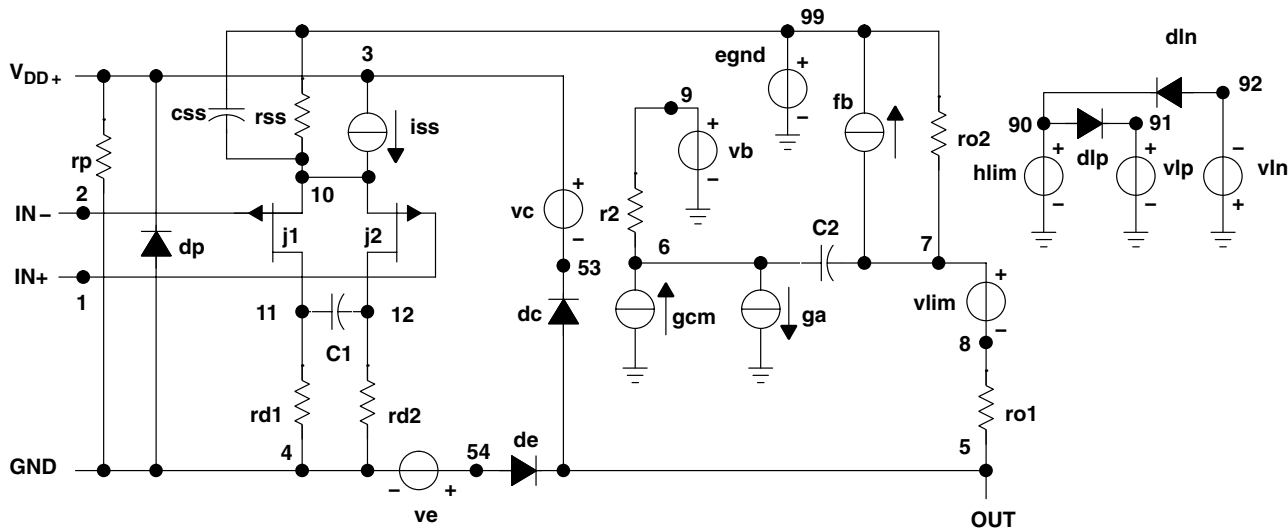 99
3
egnd
+
−
fb
dln
VDD+
css
rss
iss
9
+
−
vb
ro2
90
91
92
dlp
hlim
+
−
vlp
+
−
vln
−
+
rp
2
IN−
10
j1
j2
dp
IN+
1
vc
+
−
r2
6
C2
7
53
11
12
C1
dc
gcm
ga
vlim
+
−
8
rd1
rd2
ro1
GND
4
54
de
5
−
+
ve
OUT